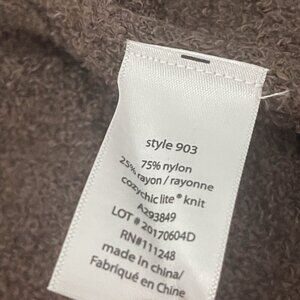 style 903
75% nylon
25% rayon/rayonne
cozychic lite® knit
A293849
LOT # 20170604D
RN#111248
made in china/
Fabriqué en Chine